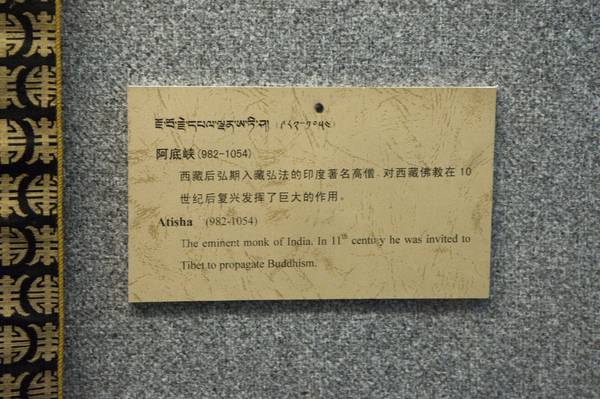 ཇོ་བོ་རྗེ་དཔལ་ལྡན་ཨ་ཏི་ཤ། (༩༨༢-༡༠༥༤)
阿底峡(982-1054)
西藏后弘期入藏弘法的印度著名高僧,对西藏佛教在 10
世纪后复兴发挥了巨大的作用。
Atisha (982-1054)
The eminent monk of India. In 11th century he was invited to
Tibet to propagate Buddhism.